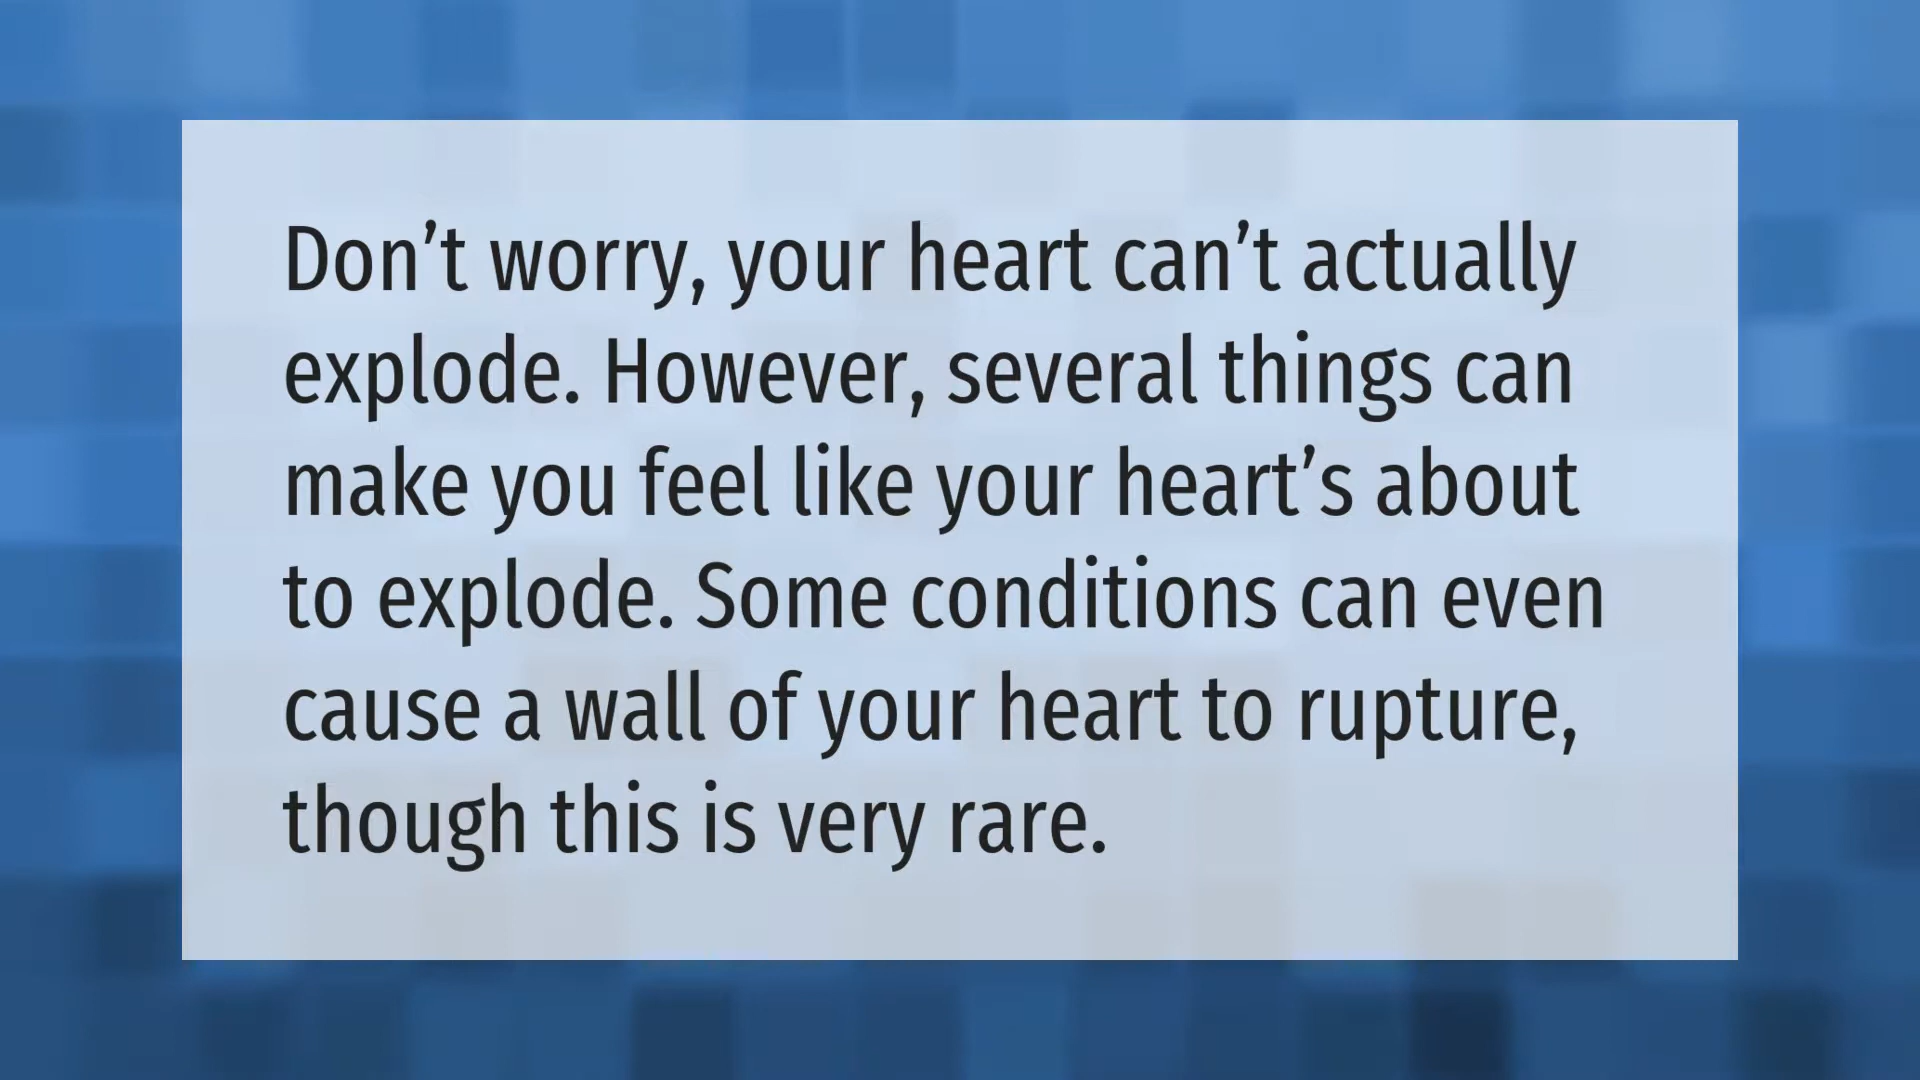 Don’t worry, your heart can’t actually
explode. However, several things can
make you feel like your heart’s about
to explode. Some conditions can even
cause a wall of your heart to rupture,
though this is very rare.